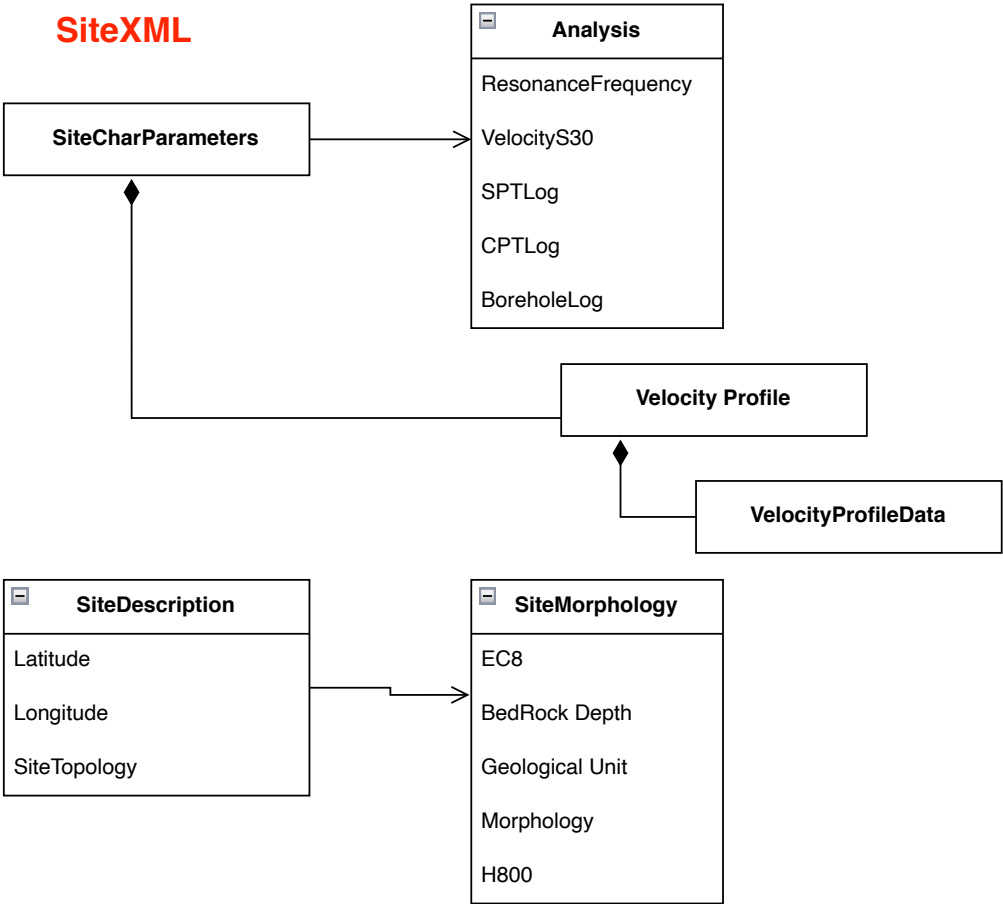 SiteXML
Analysis
ResonanceFrequency
VelocityS30
SPTLog
CPTLog
BoreholeLog
SiteCharParameters
Velocity Profile
VelocityProfileData
SiteDescription
Latitude
Longitude
SiteTopology
SiteMorphology
EC8
BedRock Depth
Geological Unit
Morphology
H800